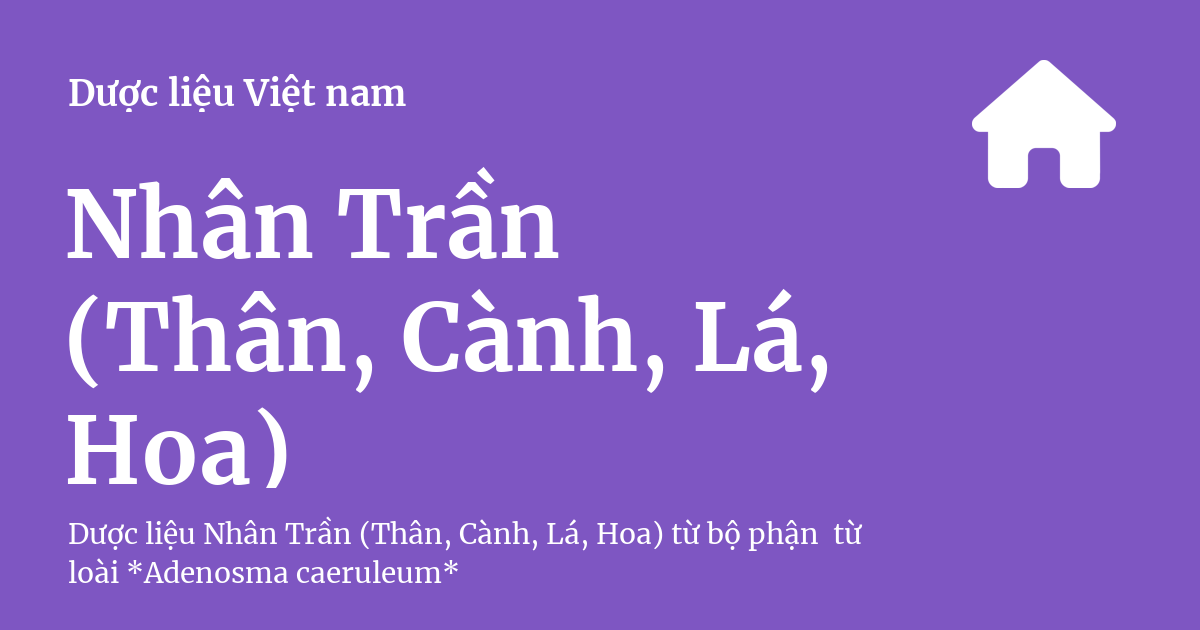 Dược liệu Việt nam
Nhân Trần
(Thân, Cành, Lá,
Hoa)
Dược liệu Nhân Trần (Thân, Cành, Lá, Hoa) từ bộ phận  từ
loài *Adenosma caeruleum*